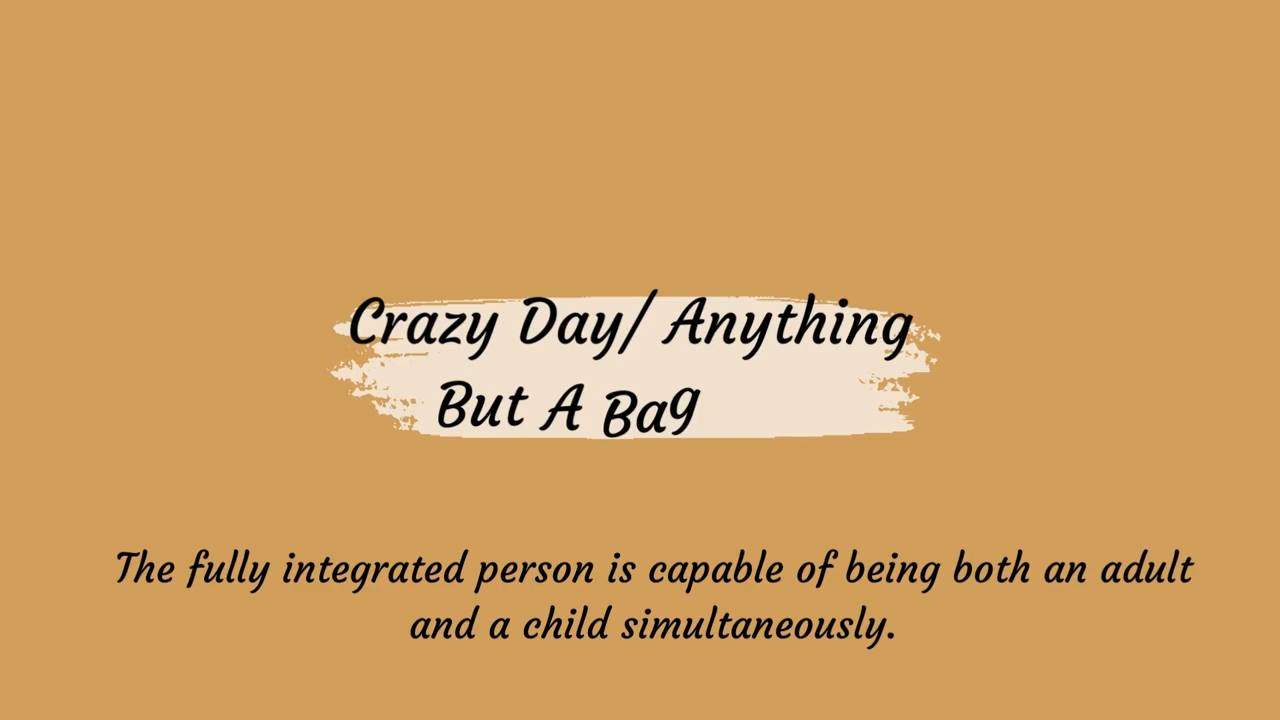 Crazy Day/ Anything
But A Bag
The fully integrated person is capable of being both an adult
and a child simultaneously.